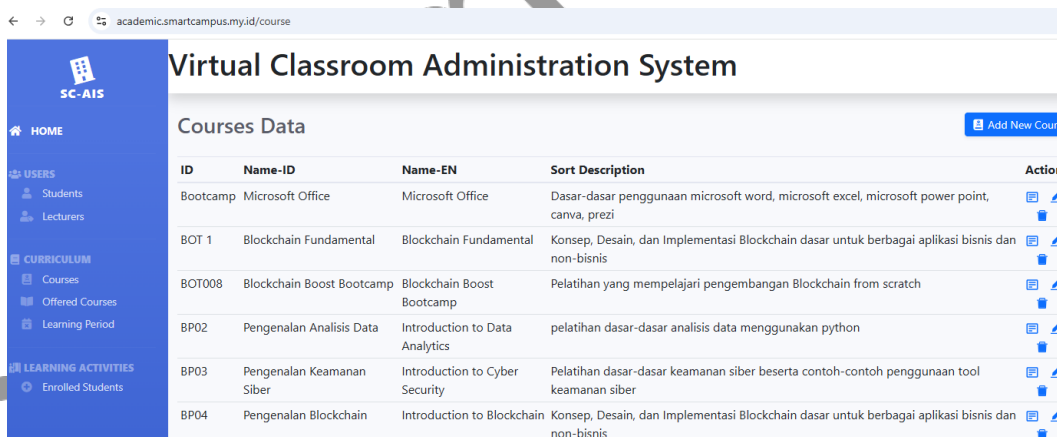 academic.smartcampus.my.id/course
SC-AIS
HOME
USERS
Students
Lecturers
CURRICULUM
Courses
Offered Courses
Learning Period
LEARNING ACTIVITIES
Enrolled Students
Virtual Classroom Administration System
Courses Data
Add New Cour
ID Name-ID Name-EN Sort Description Action
Bootcamp Microsoft Office Microsoft Office Dasar-dasar penggunaan microsoft word, microsoft excel, microsoft power point,
canva, prezi
BOT 1 Blockchain Fundamental Blockchain Fundamental Konsep, Desain, dan Implementasi Blockchain dasar untuk berbagai aplikasi bisnis dan
non-bisnis
BOT008 Blockchain Boost Bootcamp Blockchain Boost Pelatihan yang mempelajari pengembangan Blockchain from scratch
Bootcamp
BP02 Pengenalan Analisis Data Introduction to Data pelatihan dasar-dasar analisis data menggunakan python
Analytics
BP03 Pengenalan Keamanan Introduction to Cyber Pelatihan dasar-dasar keamanan siber beserta contoh-contoh penggunaan tool
Siber Security keamanan siber
BP04 Pengenalan Blockchain Introduction to Blockchain Konsep, Desain, dan Implementasi Blockchain dasar untuk berbagai aplikasi bisnis dan
non-bisnis